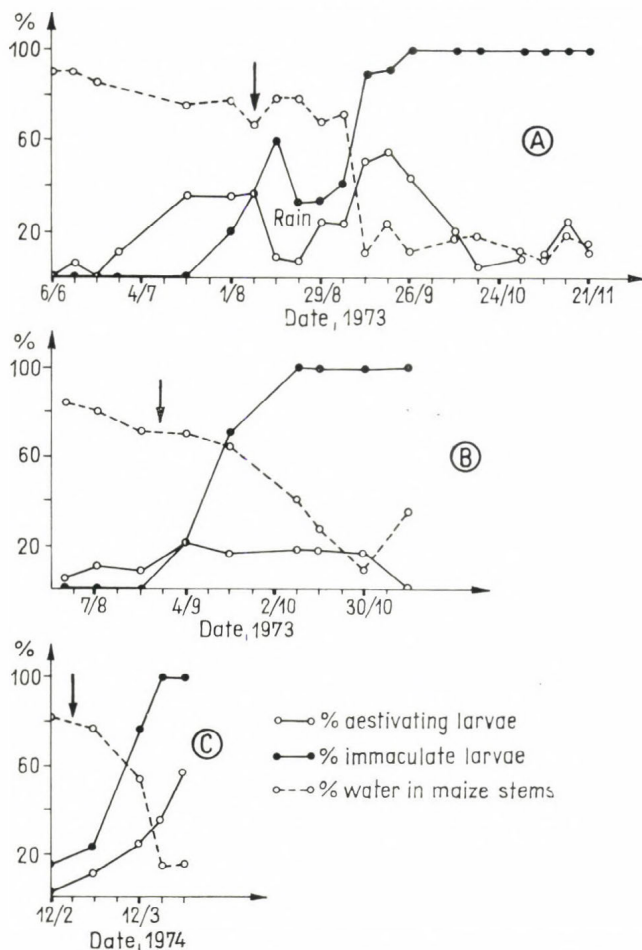 %
100
60
20
Rain
A
6/6 4/7 1/8 29/8 26/9 24/10 21/11
Date, 1973
%
100
60
20
B
7/8 4/9 2/10 30/10
Date, 1973
%
100
60
20
C
12/2 12/3
Date, 1974
% aestivating larvae
% immaculate larvae
% water in maize stems